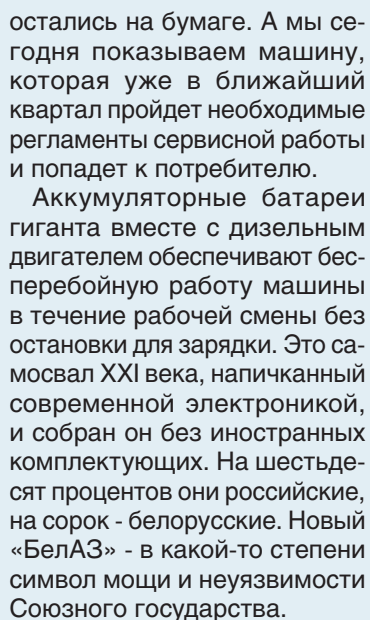 остались на бумаге. А мы се-
годня показываем машину,
которая уже в ближайший
квартал пройдет необходимые
регламенты сервисной работы
и попадет к потребителю.
Аккумуляторные батареи
гиганта вместе с дизельным
двигателем обеспечивают бес-
перебойную работу машины
в течение рабочей смены без
остановки для зарядки. Это са-
мосвал XXI века, напичканный
современной электроникой,
и собран он без иностранных
комплектующих. На шестьде-
сят процентов они российские,
на сорок - белорусские. Новый
«БелАЗ» - в какой-то степени
символ мощи и неуязвимости
Союзного государства.